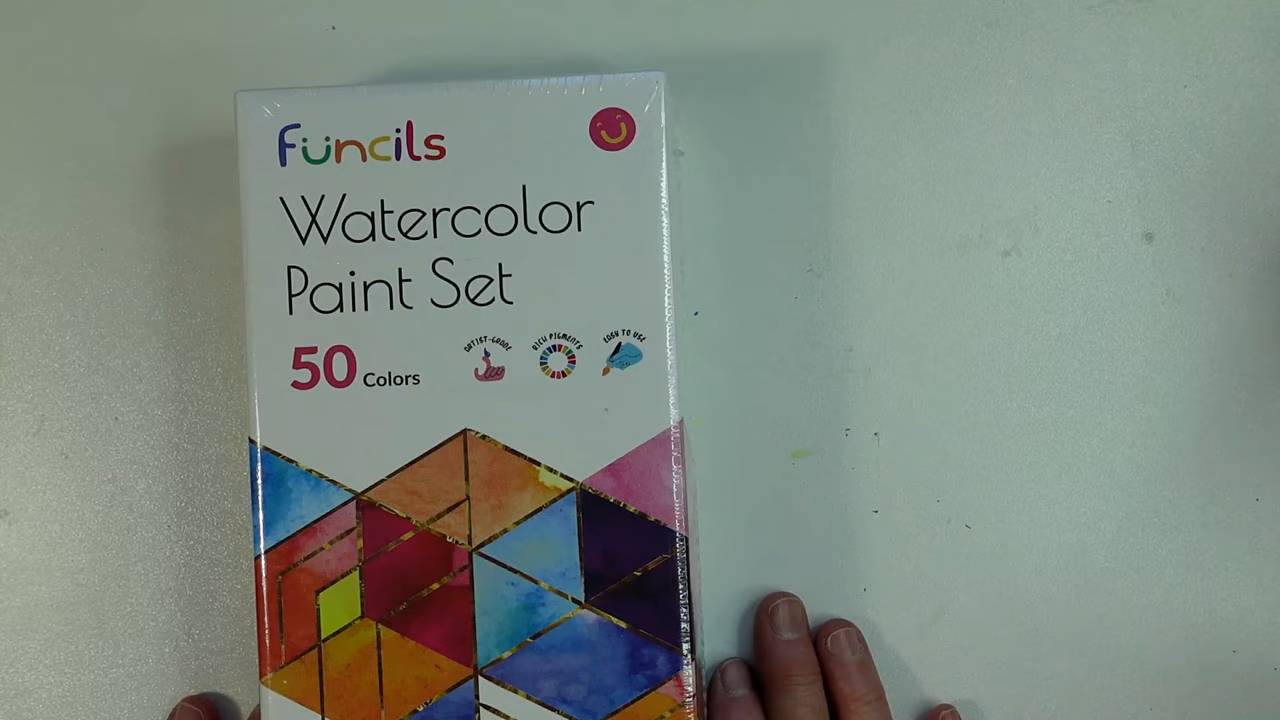 Funcils
Watercolor
Paint Set
50 Colors
ARTIST-GRADE
RICH PIGMENTS
EASY TO USE